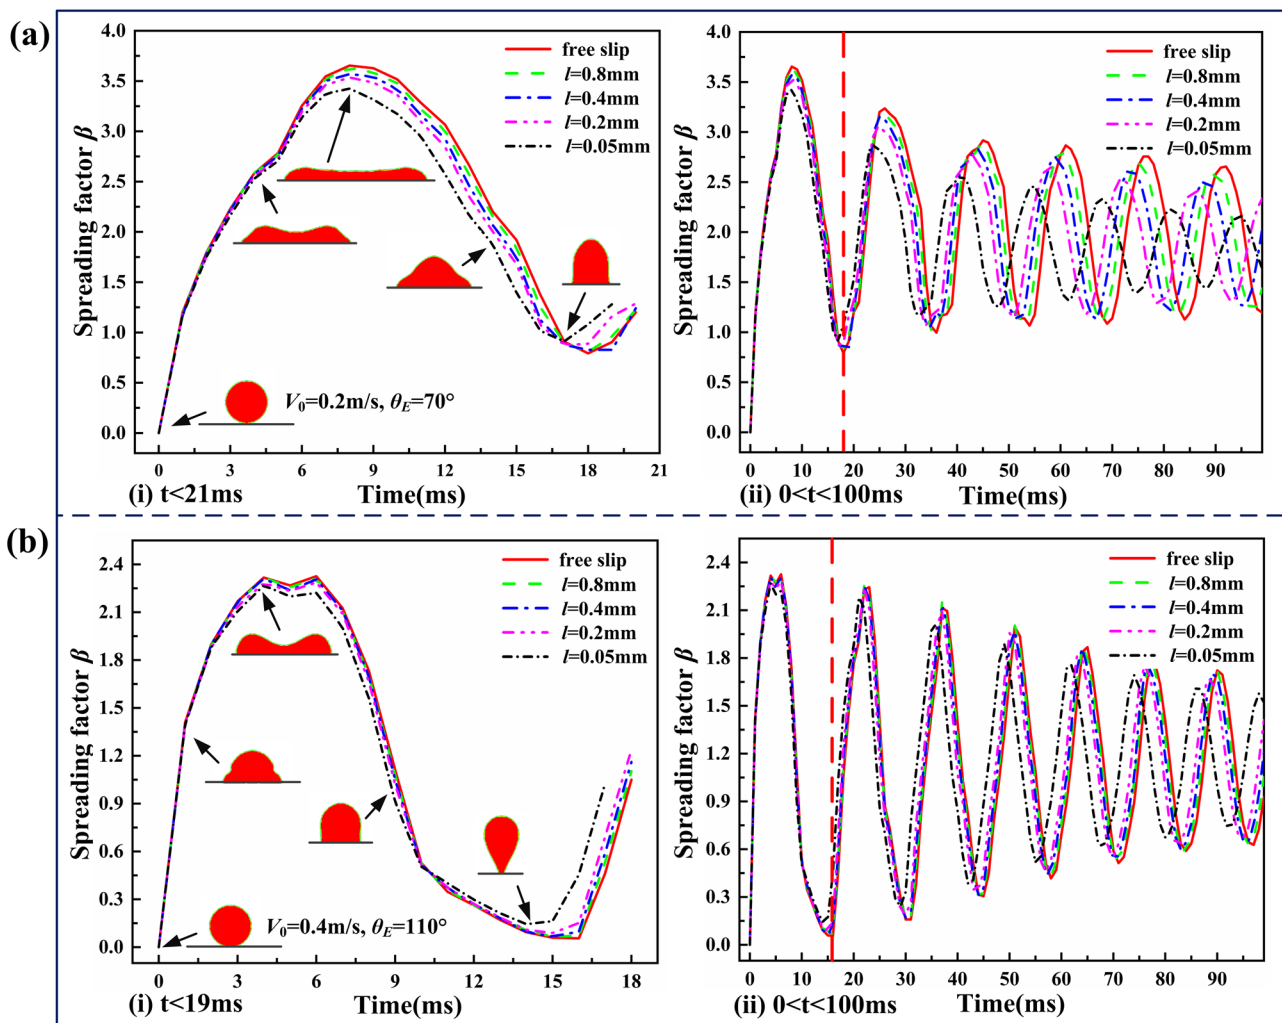 (a)
4.0
3.5
3.0
2.5
2.0
1.5
1.0
0.5
0.0
Spreading factor β
free slip
l=0.8mm
l=0.4mm
l=0.2mm
l=0.05mm
V0=0.2m/s, θE=70°
0 3 6 9 12 15 18 21
(i) t<21ms
Time(ms)
4.0
3.5
3.0
2.5
2.0
1.5
1.0
0.5
0.0
Spreading factor β
free slip
l=0.8mm
l=0.4mm
l=0.2mm
l=0.05mm
0 10 20 30 40 50 60 70 80 90
(ii) 0<t<100ms
Time(ms)
(b)
2.4
2.1
1.8
1.5
1.2
0.9
0.6
0.3
0.0
Spreading factor β
free slip
l=0.8mm
l=0.4mm
l=0.2mm
l=0.05mm
V0=0.4m/s, θE=110°
0 3 6 9 12 15 18
(i) t<19ms
Time(ms)
2.4
2.1
1.8
1.5
1.2
0.9
0.6
0.3
0.0
Spreading factor β
free slip
l=0.8mm
l=0.4mm
l=0.2mm
l=0.05mm
0 10 20 30 40 50 60 70 80 90
(ii) 0<t<100ms
Time(ms)